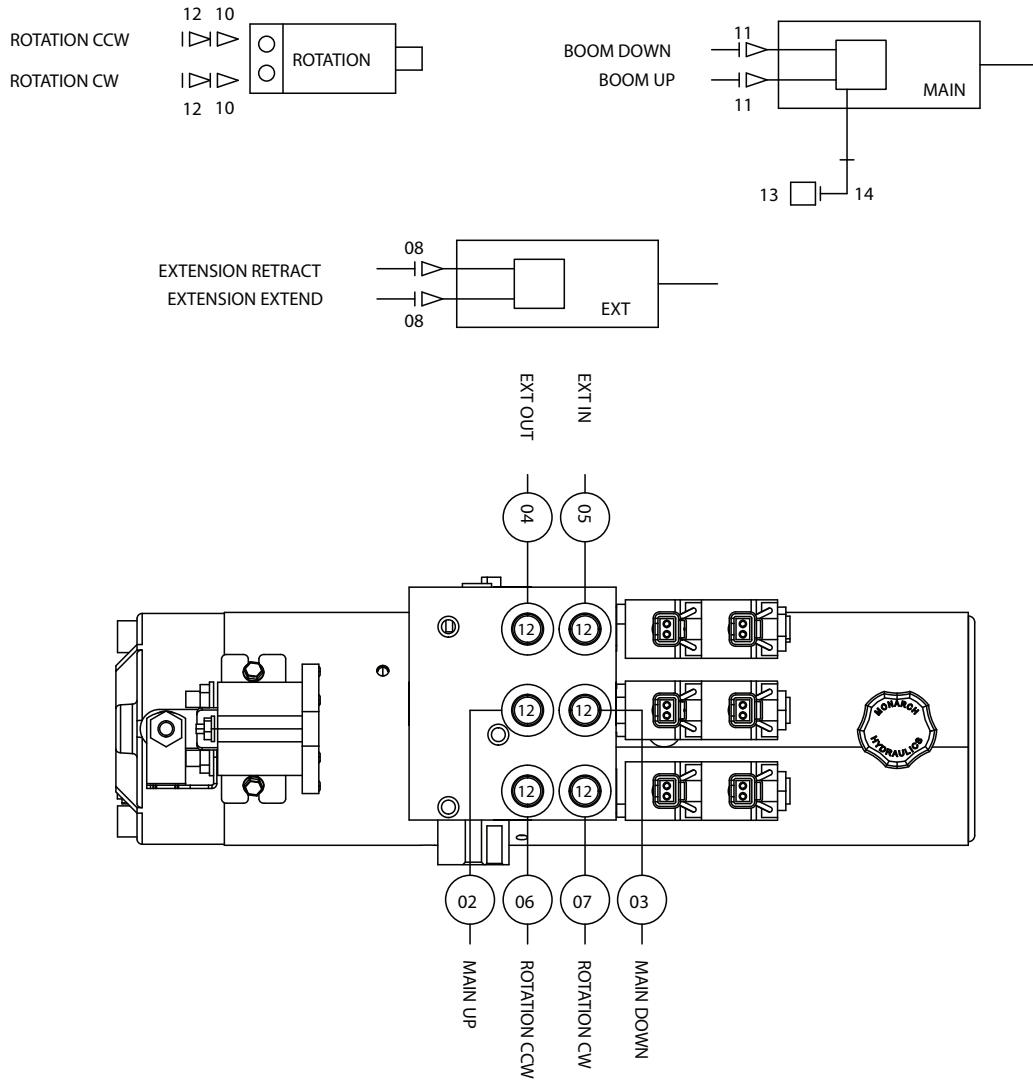 12 10
ROTATION CCW
ROTATION
ROTATION CW
12 10
11
BOOM DOWN
BOOM UP
MAIN
11
13
14
08
EXTENSION RETRACT
EXTENSION EXTEND
EXT
08
EXT OUT
EXT IN
04
05
12
12
12
12
12
12
MONARCH
HYDRAULICS
02
06
07
03
MAIN UP
ROTATION CCW
ROTATION CW
MAIN DOWN